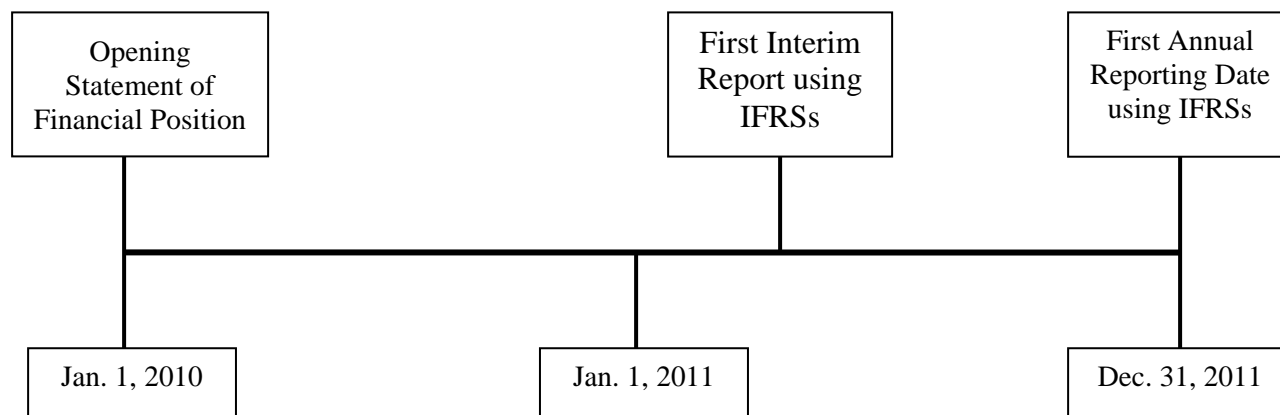 Opening
Statement of
Financial Position
First Interim
Report using
IFRSs
First Annual
Reporting Date
using IFRSs
Jan. 1, 2010
Jan. 1, 2011
Dec. 31, 2011